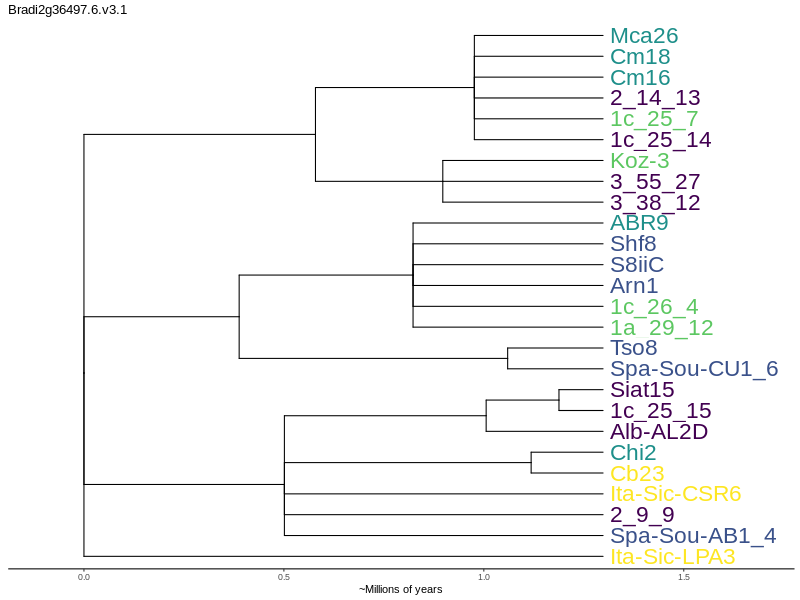 Bradi2g36497.6.v3.1
Mca26
Cm18
Cm16
2_14_13
1c_25_7
1c_25_14
Koz-3
3_55_27
3_38_12
ABR9
Shf8
S8iiC
Arn1
1c_26_4
1a_29_12
Tso8
Spa-Sou-CU1_6
Siat15
1c_25_15
Alb-AL2D
Chi2
Cb23
Ita-Sic-CSR6
2_9_9
Spa-Sou-AB1_4
Ita-Sic-LPA3
0.0 0.5 1.0 1.5
~Millions of years